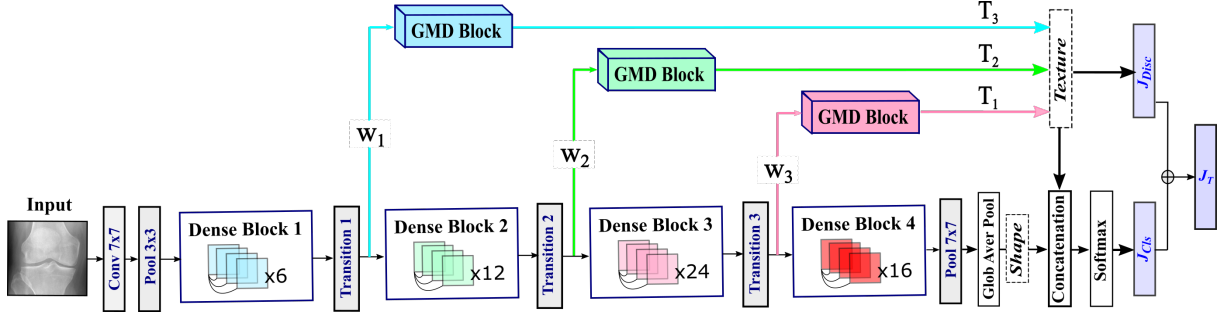 GMD Block
T3
GMD Block
T2
GMD Block
T1
Texture
JDisc
W1
W2
W3
JT
Input
Conv 7x7
Pool 3x3
Dense Block 1
x6
Transition 1
Dense Block 2
x12
Transition 2
Dense Block 3
x24
Transition 3
Dense Block 4
x16
Pool 7x7
Glob Aver Pool
Shape
Concatenation
Softmax
JCls